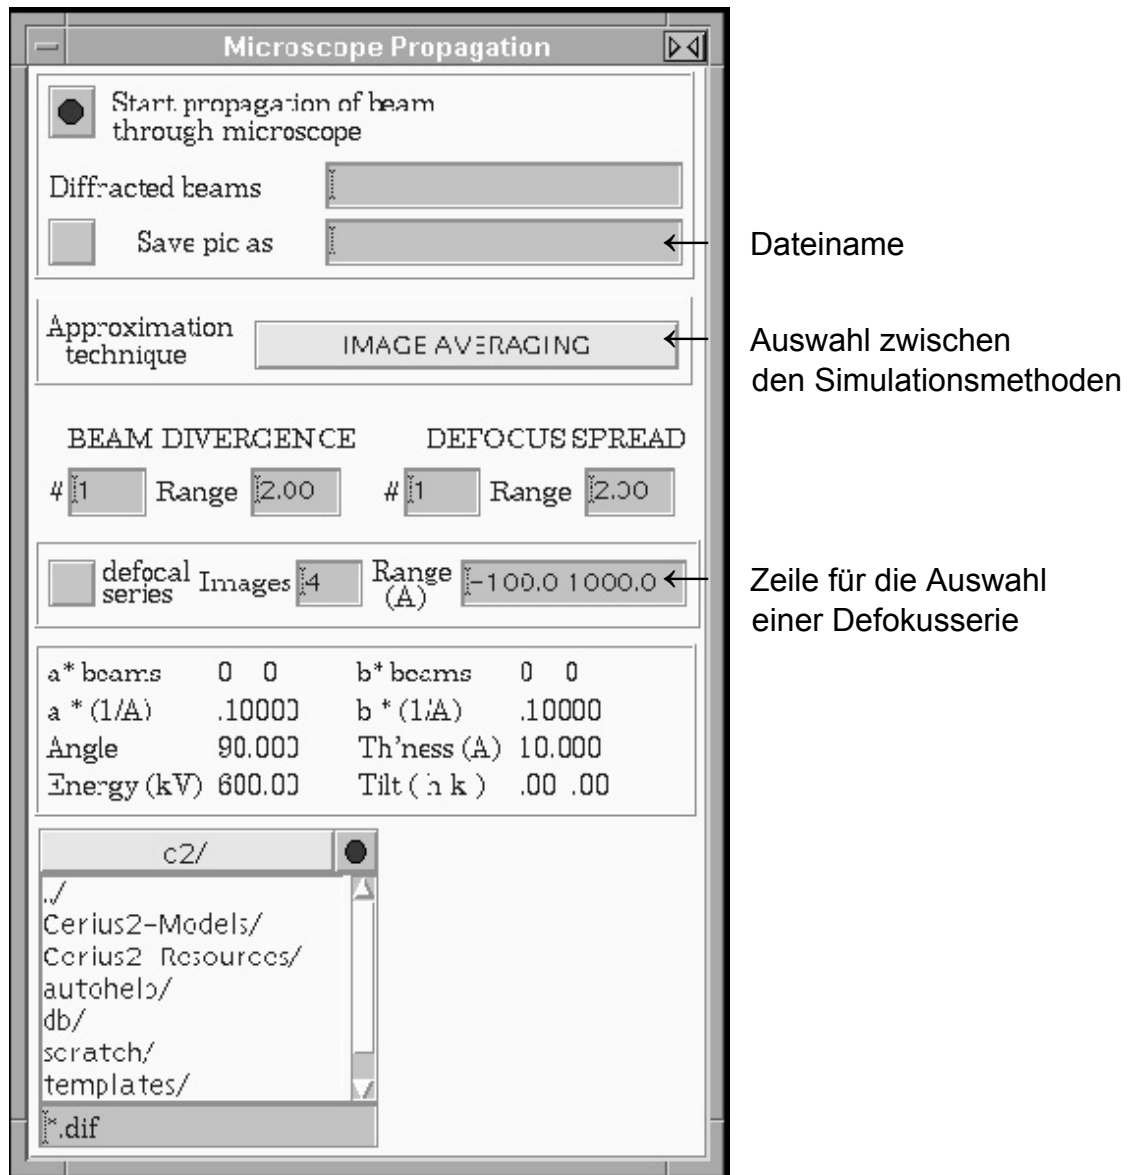 Microscope Propagation
Start propagation of beam
through microscope
Diffracted beams
Save pic as
Dateiname
Approximation
technique
IMAGE AVERAGING
Auswahl zwischen
den Simulationsmethoden
BEAM DIVERGENCE DEFOCUS SPREAD
# 1 Range 2.00 # 1 Range 2.00
defocal
series Images 4 Range
(A) -100.0 1000.0
Zeile für die Auswahl
einer Defokusserie
a* beams 0 0 b* beams 0 0
a * (1/A) .10000 b * (1/A) .10000
Angle 90.000 Th'ness (A) 10.000
Energy (kV) 600.00 Tilt ( h k ) .00 .00
c2/
./
Cerius2-Models/
Cerius2-Resources/
autohelp/
db/
scratch/
templates/
*.dif